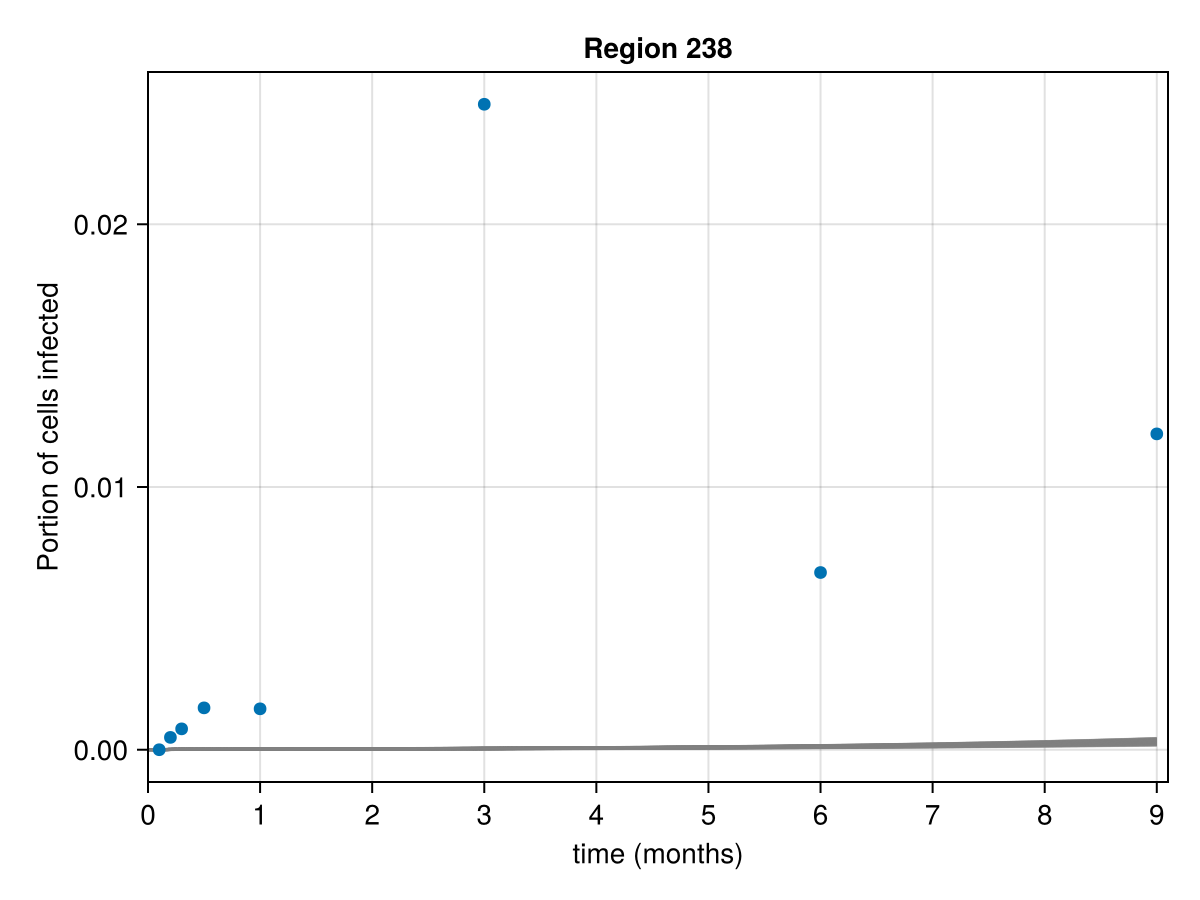 Region 238
Portion of cells infected
0.02
0.01
0.00
0 1 2 3 4 5 6 7 8 9
time (months)